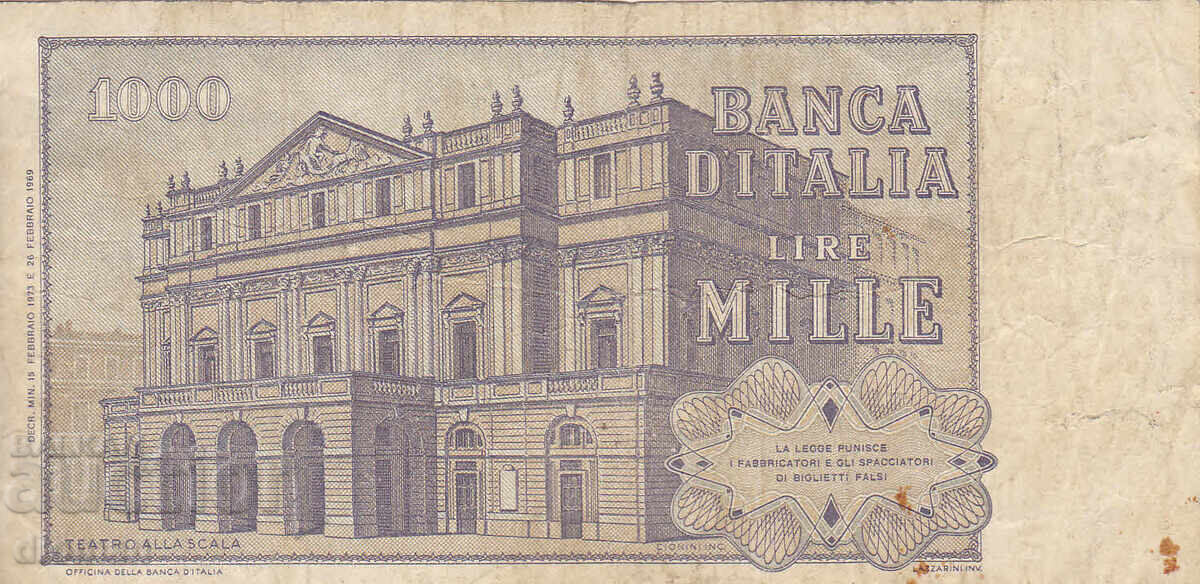 1000
BANCA
D'ITALIA
LIRE
MILLE
DECR. MIN. 15 FEBBRAIO 1973 E 26 FEBBRAIO 1969
LA LEGGE PUNISCE
I FABBRICATORI E GLI SPACCIATORI
DI BIGLIETTI FALSI
TEATRO ALLA SCALA
CIONINI INC.
OFFICINA DELLA BANCA D'ITALIA
LAZZARINI INV.